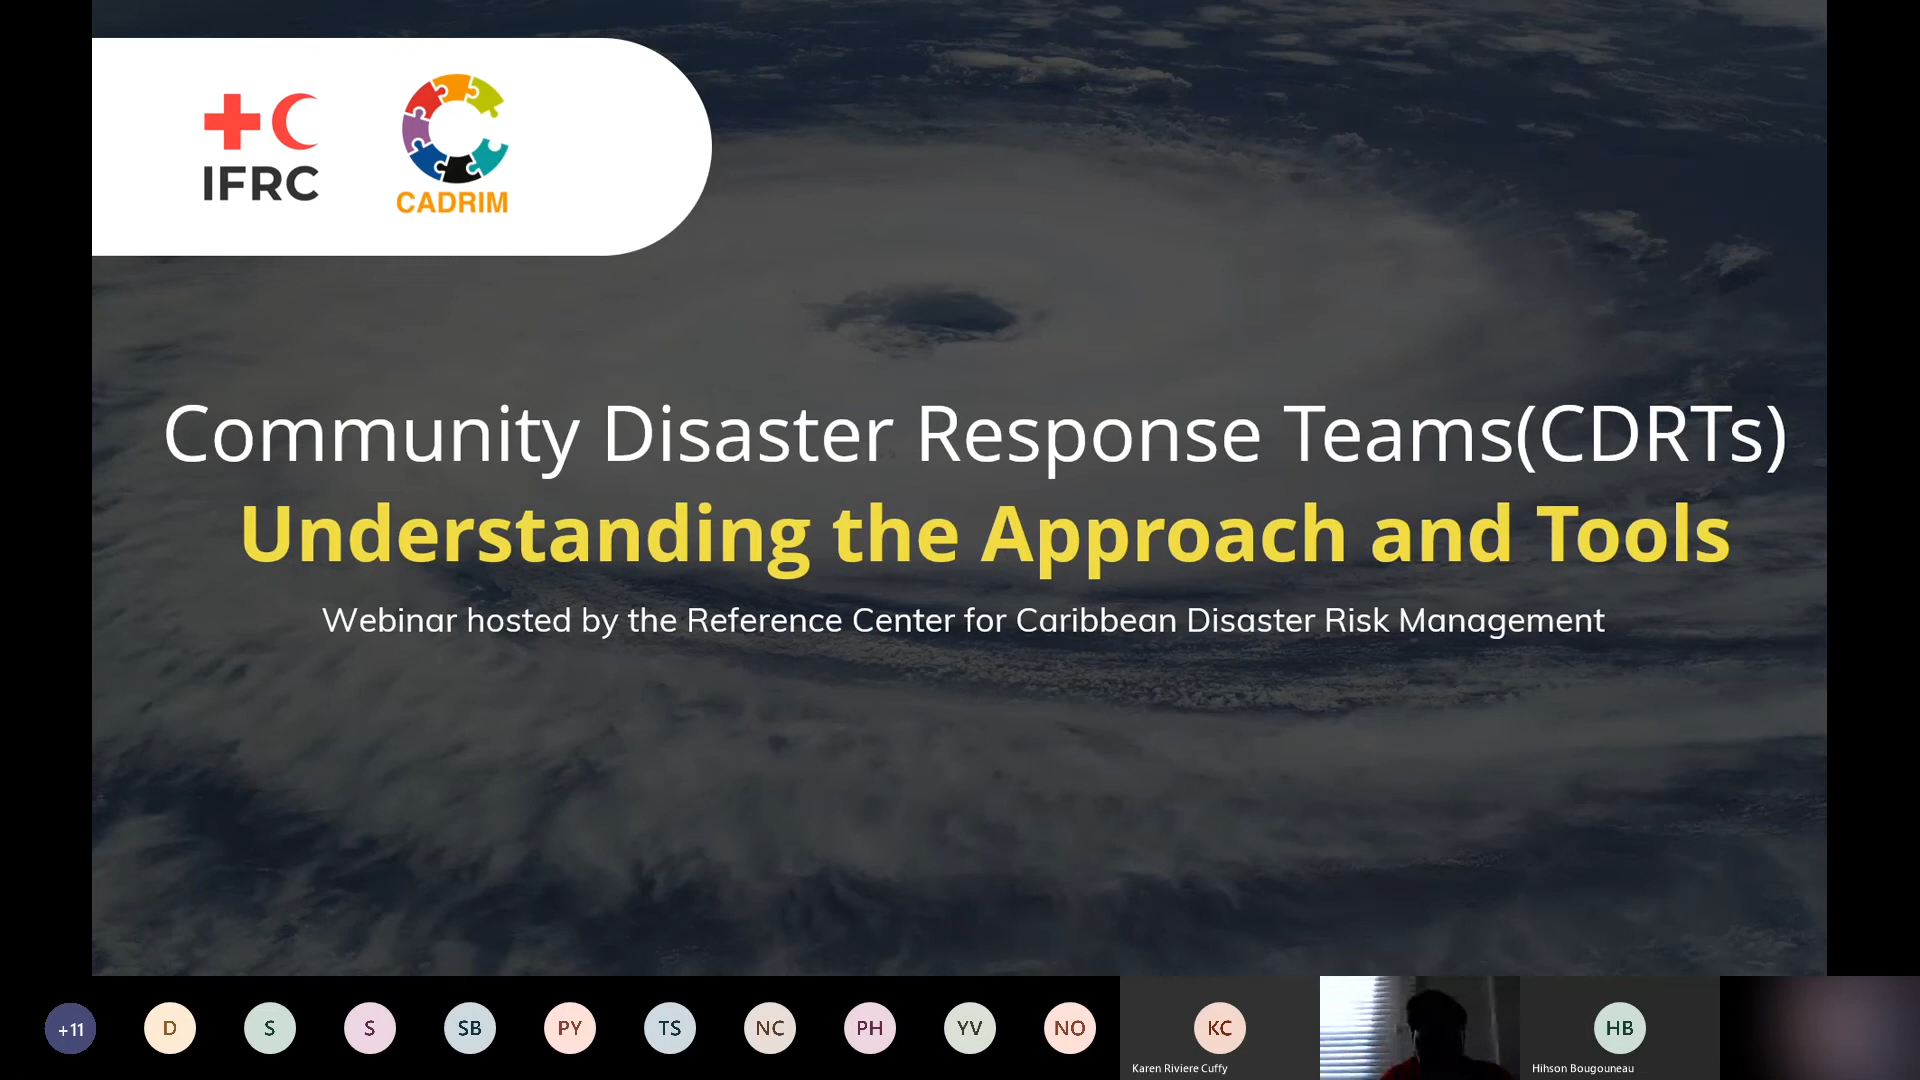 IFRC
CADRIM
Community Disaster Response Teams(CDRTs)
Understanding the Approach and Tools
Webinar hosted by the Reference Center for Caribbean Disaster Risk Management
+11
D
S
S
SB
PY
TS
NC
PH
YV
NO
KC
HB
Karen Riviere Cuffy
Hihson Bougouneau